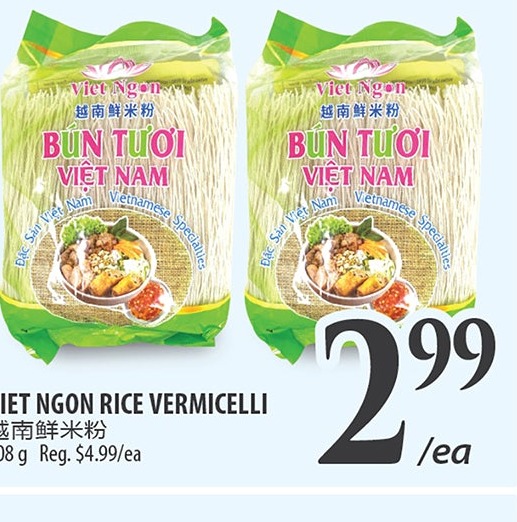 Viet Ngon
越南鮮米粉
BÚN TƯƠI
VIỆT NAM
Đặc Sản Việt Nam Vietnamese Specialties
Viet Ngon
越南鮮米粉
BÚN TƯƠI
VIỆT NAM
Đặc Sản Việt Nam Vietnamese Specialties
IET NGON RICE VERMICELLI
越南鮮米粉
08 g Reg. $4.99/ea
2.99
/ea